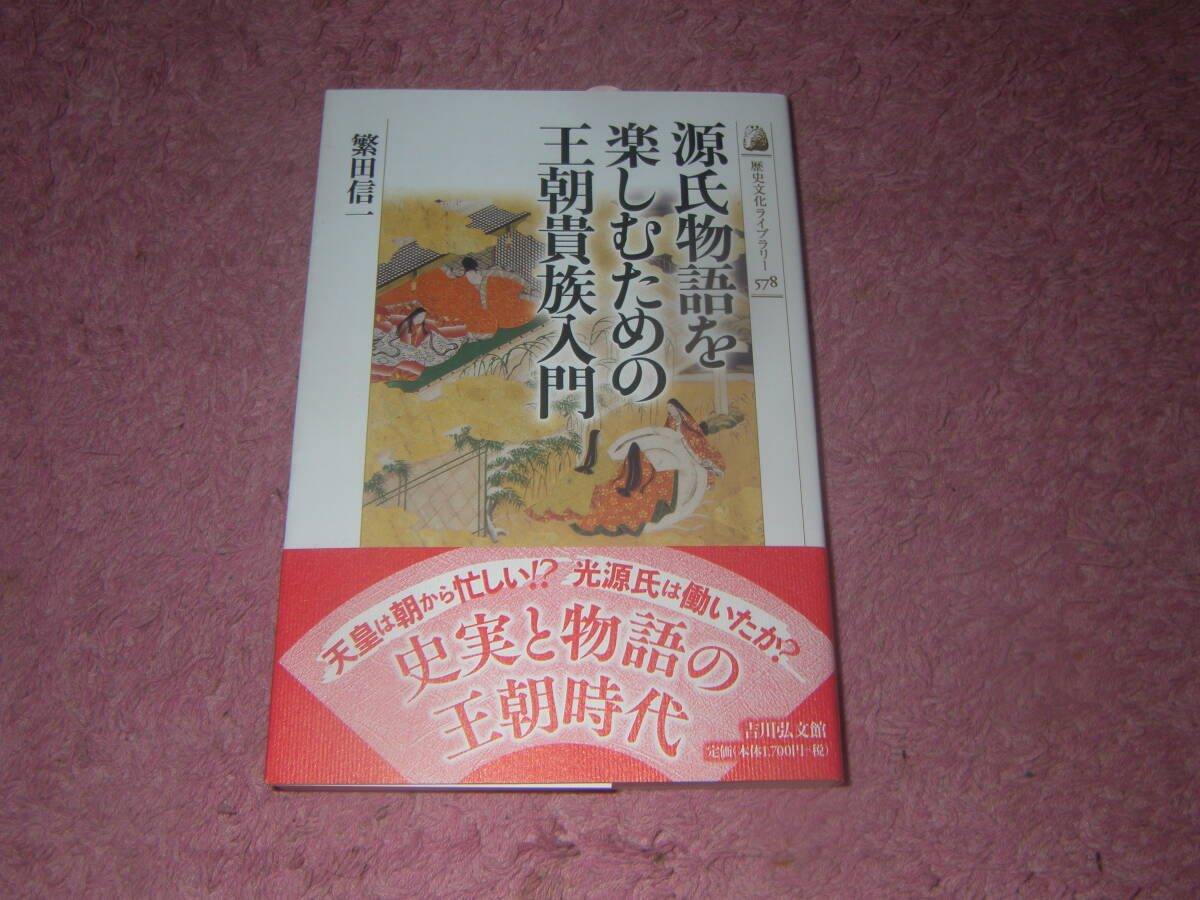 歴史文化ライブラリー
578
源氏物語を
楽しむための
王朝貴族入門
繁田信一
天皇は朝から忙しい!? 光源氏は働いたか?
史実と物語の
王朝時代
吉川弘文館
定価(本体1,700円+税)